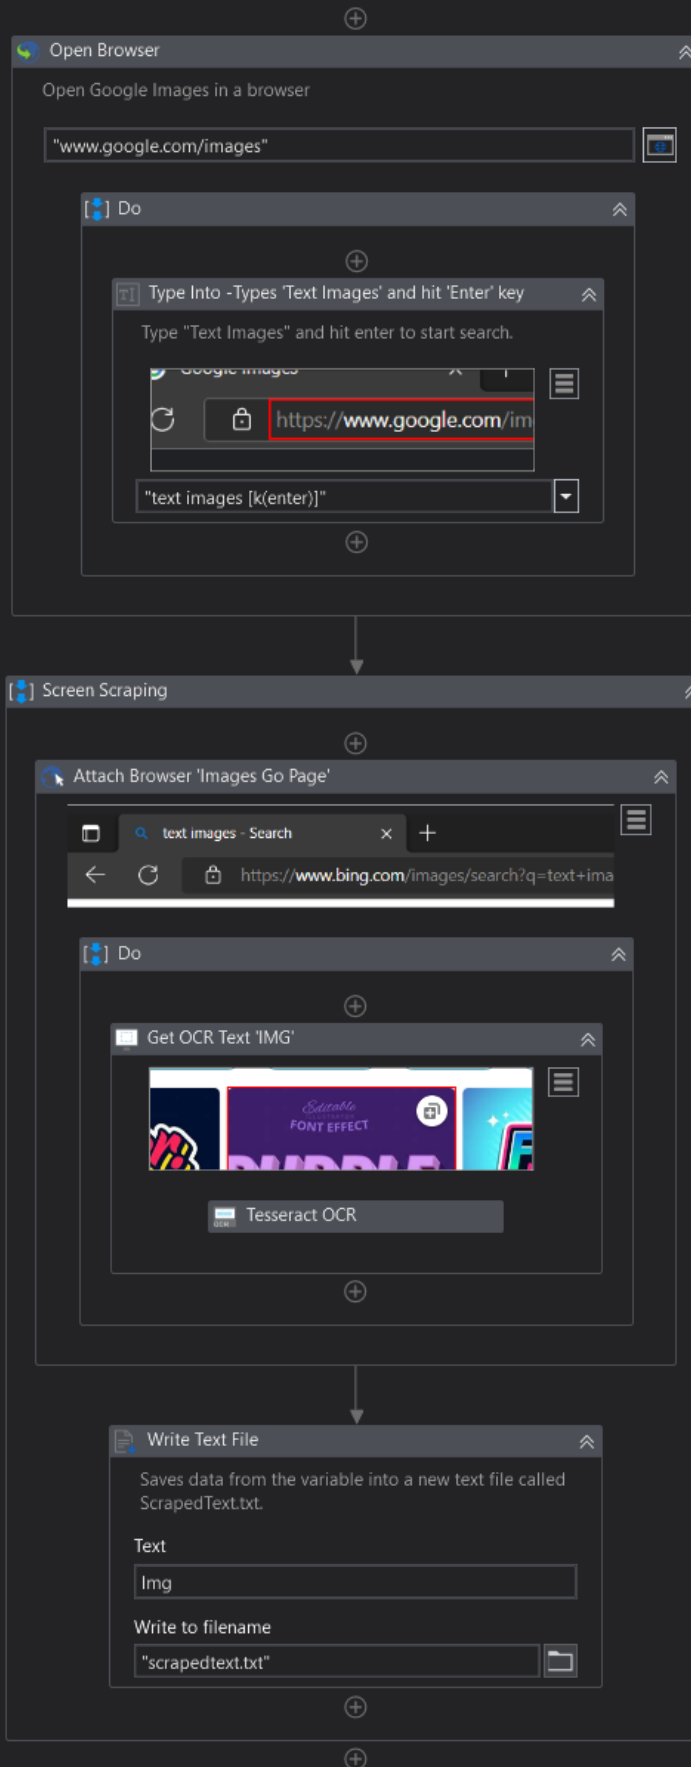 Open Browser
Open Google Images in a browser
"www.google.com/images"
Do
Type Into -Types 'Text Images' and hit 'Enter' key
Type "Text Images" and hit enter to start search.
Google Images
https://www.google.com/im
"text images [k(enter)]"
Screen Scraping
Attach Browser 'Images Go Page'
text images - Search
https://www.bing.com/images/search?q=text+ima
Do
Get OCR Text 'IMG'
Editable
FONT EFFECT
Tesseract OCR
Write Text File
Saves data from the variable into a new text file called
ScrapedText.txt.
Text
Img
Write to filename
"scrapedtext.txt"